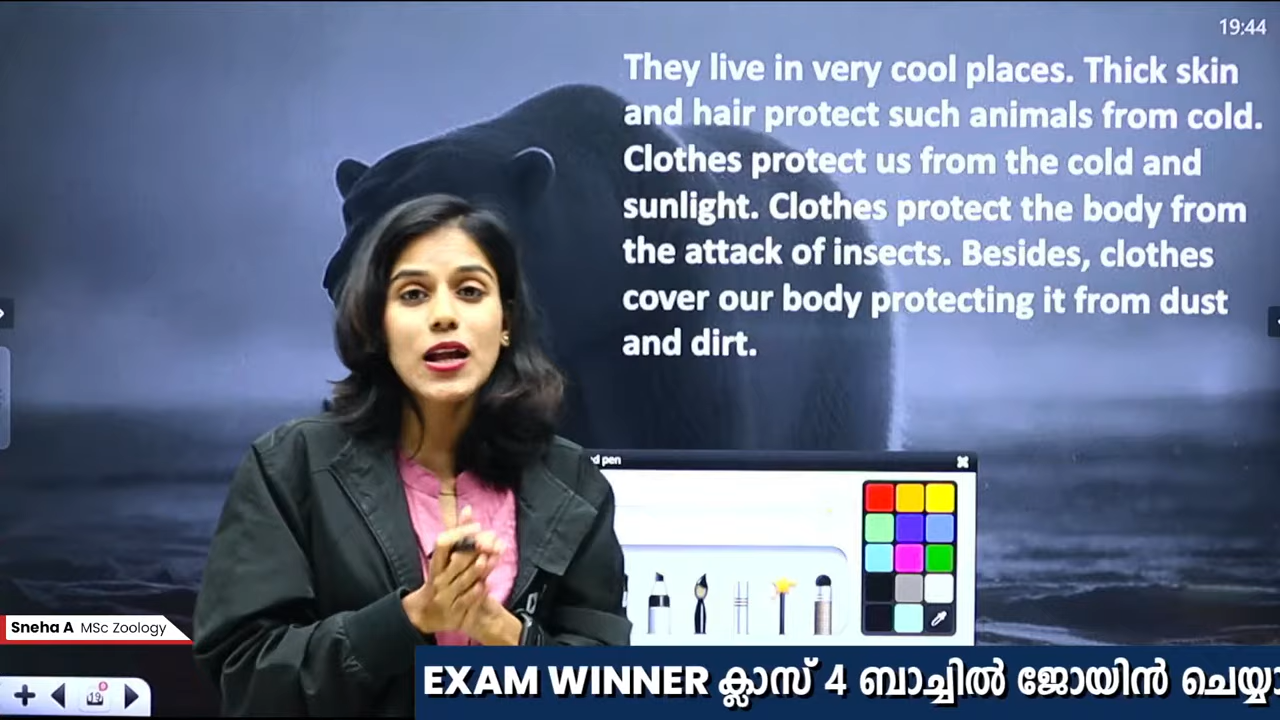 19:44
They live in very cool places. Thick skin
and hair protect such animals from cold.
Clothes protect us from the cold and
sunlight. Clothes protect the body from
the attack of insects. Besides, clothes
cover our body protecting it from dust
and dirt.
pen
Sneha A MSc Zoology
19
EXAM WINNER ക്ലാസ് 4 ബാച്ചിൽ ജോയിൻ